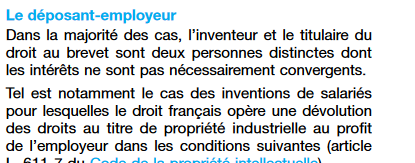 Le déposant-employeur
Dans la majorité des cas, l’inventeur et le titulaire du
droit au brevet sont deux personnes distinctes dont
les intérêts ne sont pas nécessairement convergents.
Tel est notamment le cas des inventions de salariés
pour lesquelles le droit français opère une dévolution
des droits au titre de propriété industrielle au profit
de l’employeur dans les conditions suivantes (article
L. 611-7 du Code de la propriété intellectuelle)